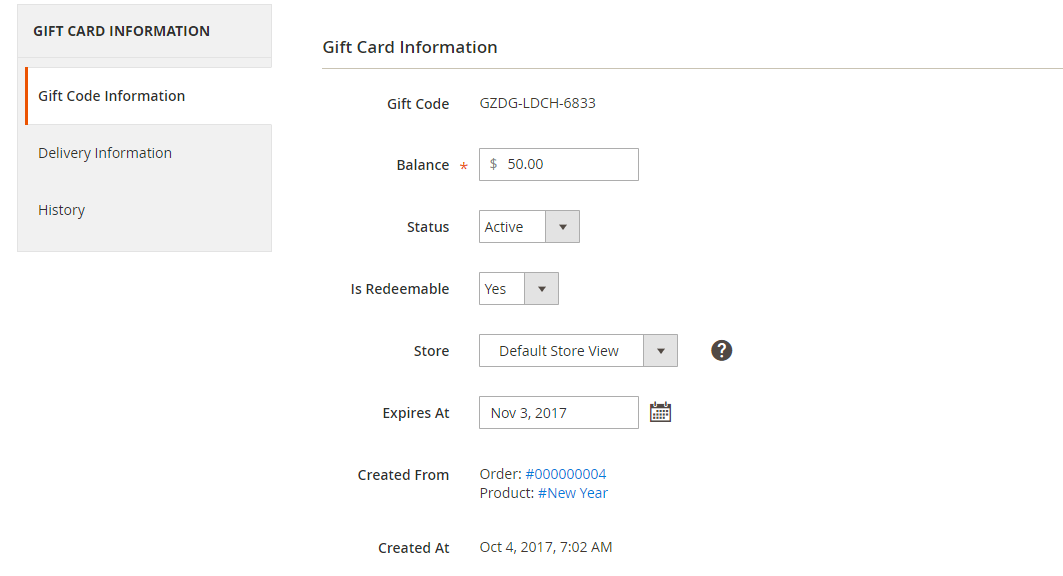 GIFT CARD INFORMATION
Gift Code Information
Delivery Information
History
Gift Card Information
Gift Code GZDG-LDCH-6833
Balance * $ 50.00
Status Active
Is Redeemable Yes
Store Default Store View ?
Expires At Nov 3, 2017
Created From Order: #000000004
Product: #New Year
Created At Oct 4, 2017, 7:02 AM